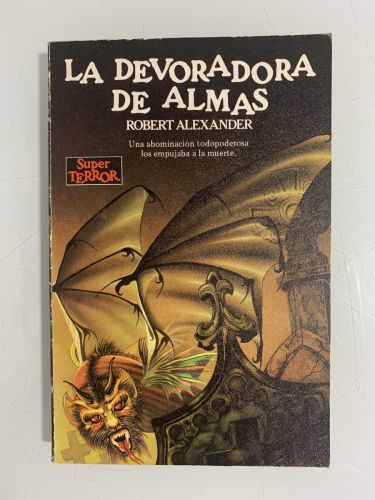 LA DEVORADORA
DE ALMAS
ROBERT ALEXANDER
Una abominación todopoderosa
los empujaba a la muerte.
Super
TERROR